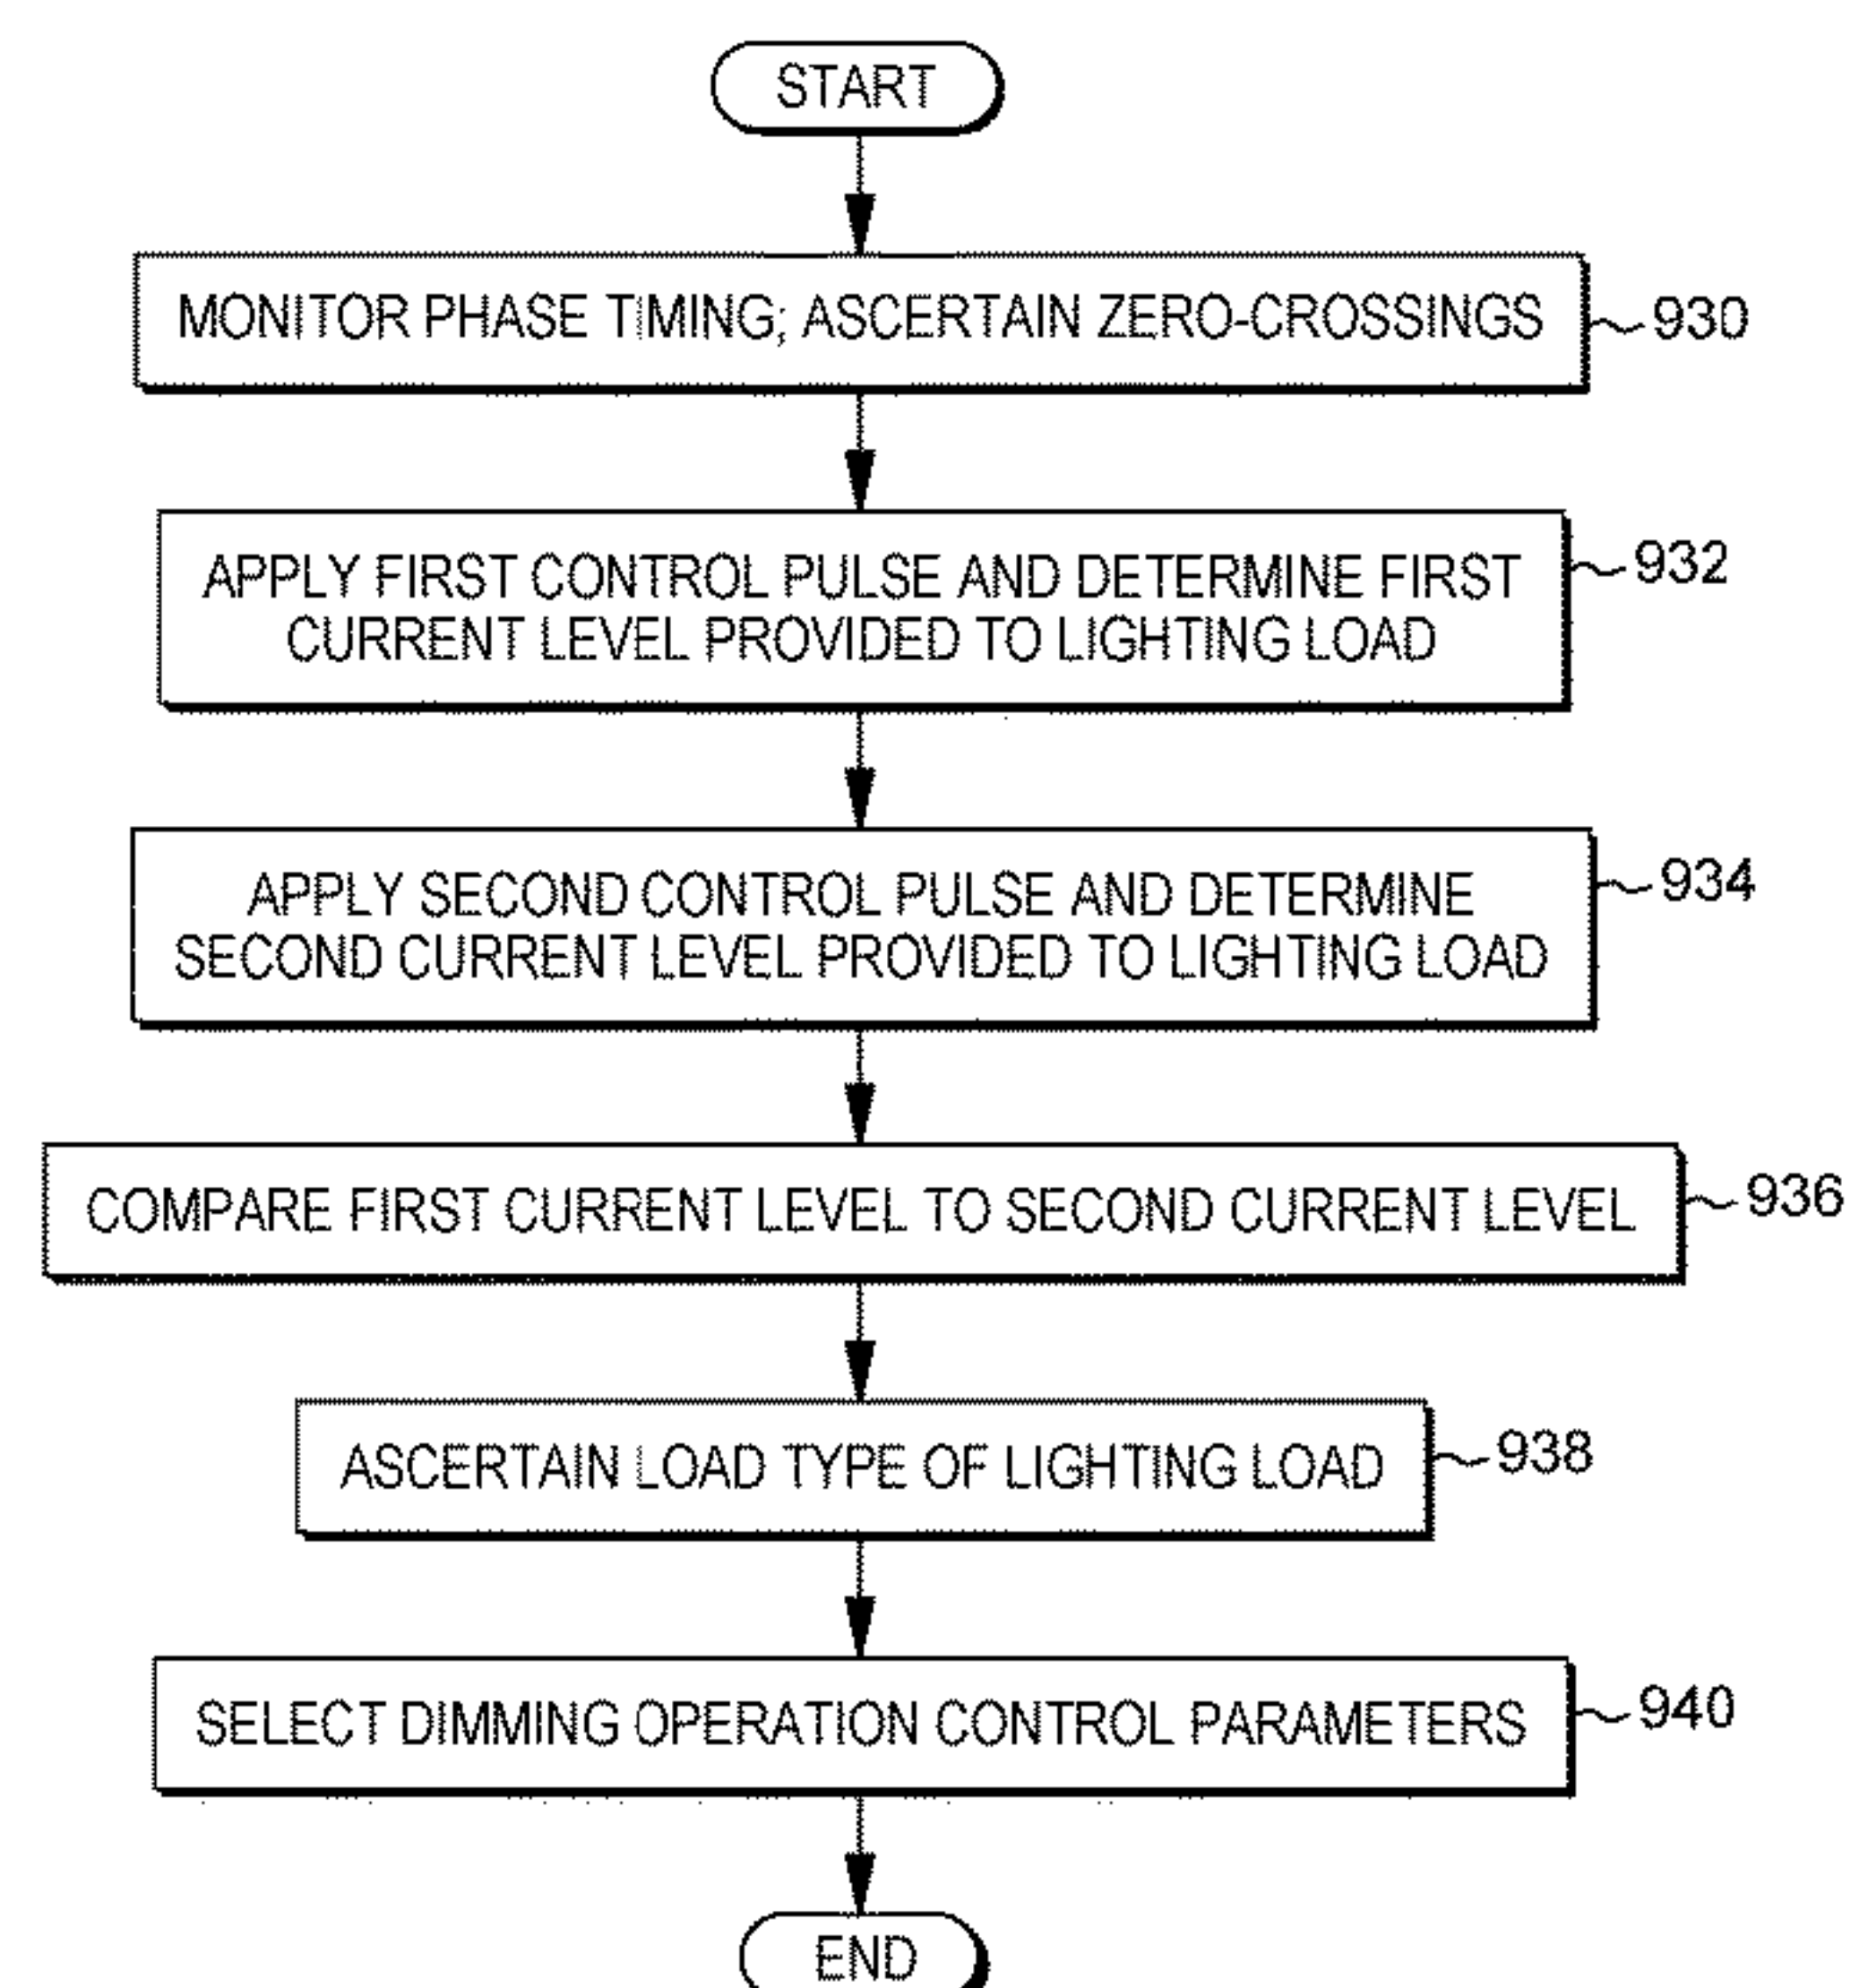 START
MONITOR PHASE TIMING; ASCERTAIN ZERO-CROSSINGS
930
APPLY FIRST CONTROL PULSE AND DETERMINE FIRST
CURRENT LEVEL PROVIDED TO LIGHTING LOAD
932
APPLY SECOND CONTROL PULSE AND DETERMINE
SECOND CURRENT LEVEL PROVIDED TO LIGHTING LOAD
934
COMPARE FIRST CURRENT LEVEL TO SECOND CURRENT LEVEL
936
ASCERTAIN LOAD TYPE OF LIGHTING LOAD
938
SELECT DIMMING OPERATION CONTROL PARAMETERS
940
END